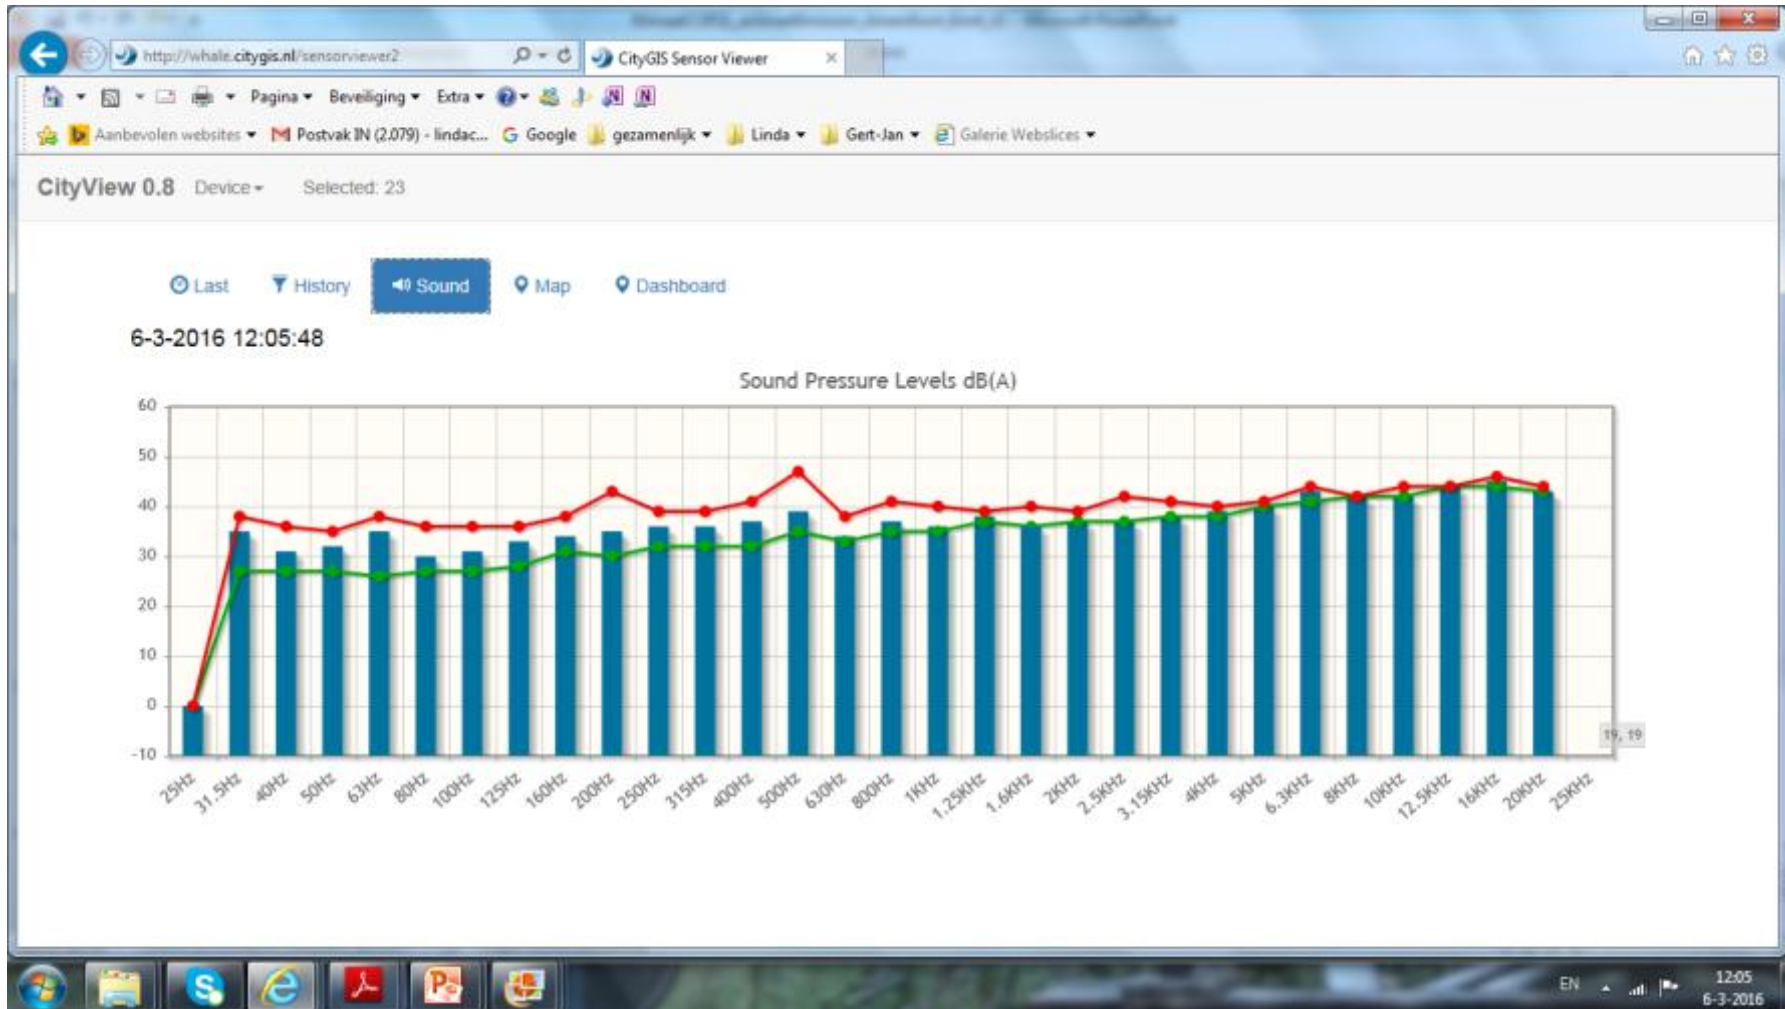 http://whale.citygis.nl/sensorviewer2
CityGIS Sensor Viewer
Pagina Beveiliging Extra
Aanbevolen websites Postvak IN (2.079) - lindac... Google gezamenlijk Linda Gert-Jan Galerie Webslices
CityView 0.8 Device Selected: 23
Last History Sound Map Dashboard
6-3-2016 12:05:48
Sound Pressure Levels dB(A)
60
50
40
30
20
10
0
-10
19, 19
25Hz 31.5Hz 40Hz 50Hz 63Hz 80Hz 100Hz 125Hz 160Hz 200Hz 250Hz 315Hz 400Hz 500Hz 630Hz 800Hz 1KHz 1.25KHz 1.6KHz 2KHz 2.5KHz 3.15KHz 4KHz 5KHz 6.3KHz 8KHz 10KHz 12.5KHz 16KHz 20KHz 25KHz
EN 12:05
6-3-2016